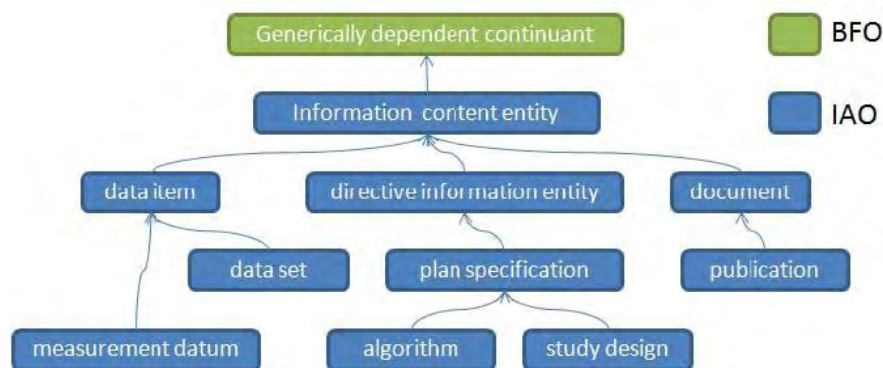 Generically dependent continuant
BFO
Information content entity
IAO
data item
directive information entity
document
data set
plan specification
publication
measurement datum
algorithm
study design